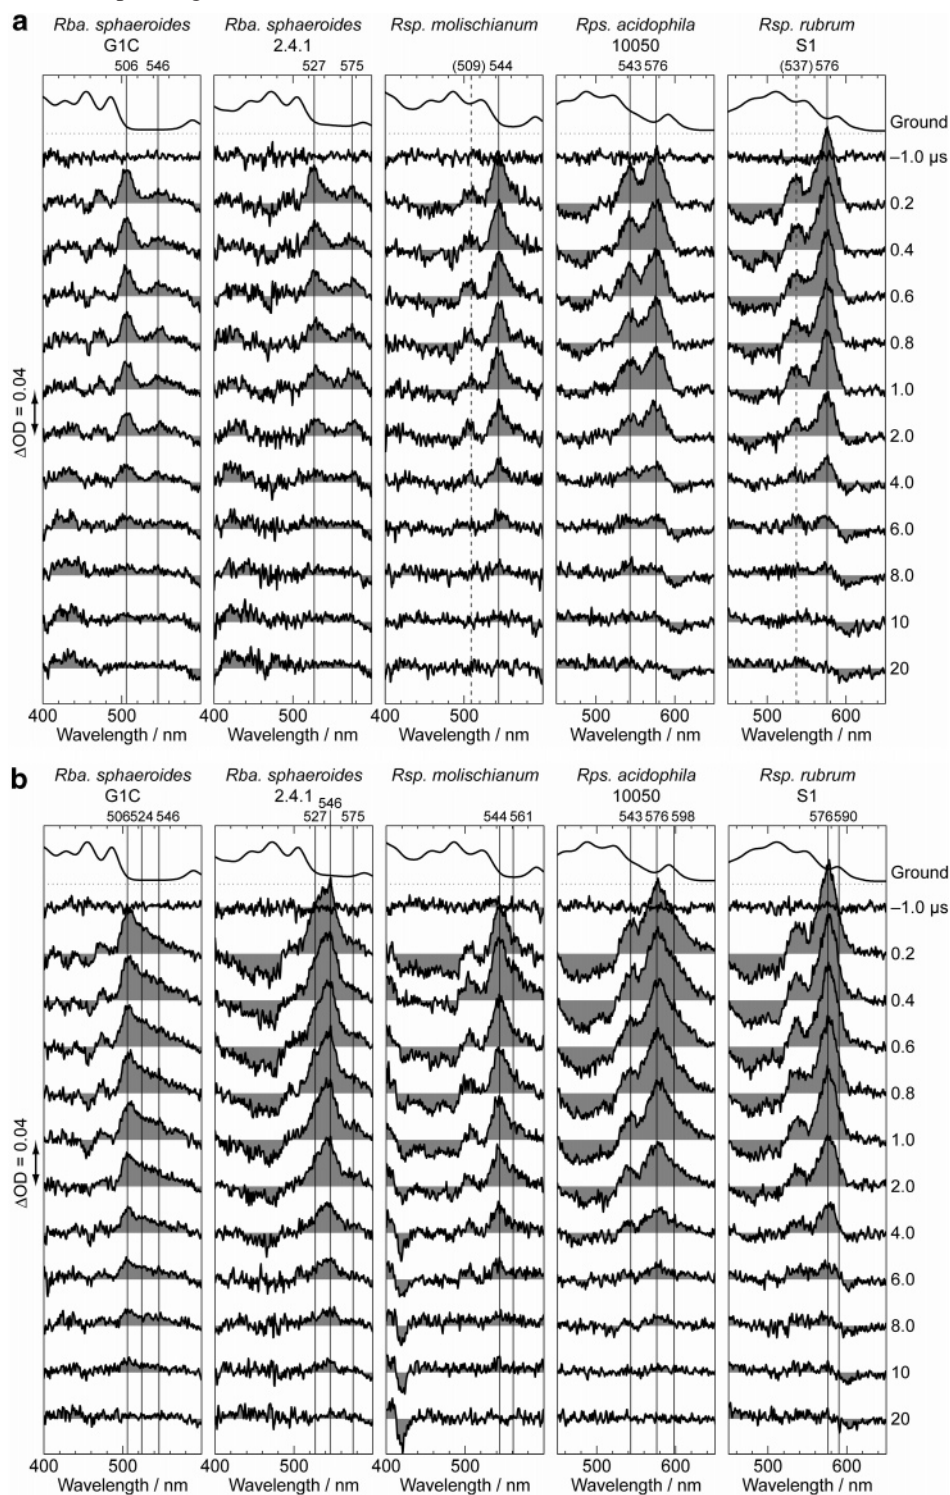 a
Rba. sphaeroides Rba. sphaeroides Rsp. molischianum Rps. acidophila Rsp. rubrum
G1C 2.4.1 10050 S1
506 546 527 575 (509) 544 543 576 (537) 576
Ground
–1.0 μs
0.2
0.4
0.6
0.8
1.0
2.0
4.0
6.0
8.0
10
20
ΔOD = 0.04
400 500 500 500 500 600 500 600
Wavelength / nm Wavelength / nm Wavelength / nm Wavelength / nm Wavelength / nm
b
Rba. sphaeroides Rba. sphaeroides Rsp. molischianum Rps. acidophila Rsp. rubrum
G1C 2.4.1 10050 S1
546
506 524 546 527 575 544 561 543 576 598 576 590
Ground
–1.0 μs
0.2
0.4
0.6
0.8
1.0
2.0
4.0
6.0
8.0
10
20
ΔOD = 0.04
400 500 500 500 500 600 500 600
Wavelength / nm Wavelength / nm Wavelength / nm Wavelength / nm Wavelength / nm